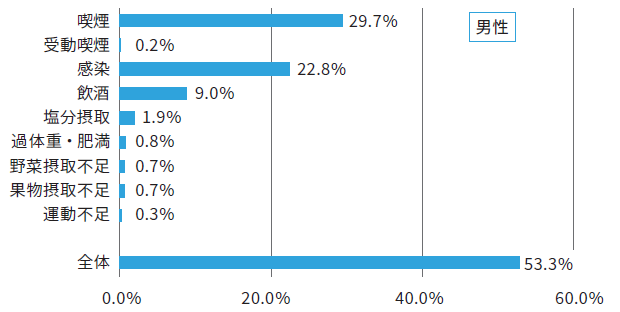 男性
喫煙 29.7%
受動喫煙 0.2%
感染 22.8%
飲酒 9.0%
塩分摂取 1.9%
過体重・肥満 0.8%
野菜摂取不足 0.7%
果物摂取不足 0.7%
運動不足 0.3%
全体 53.3%
0.0% 20.0% 40.0% 60.0%